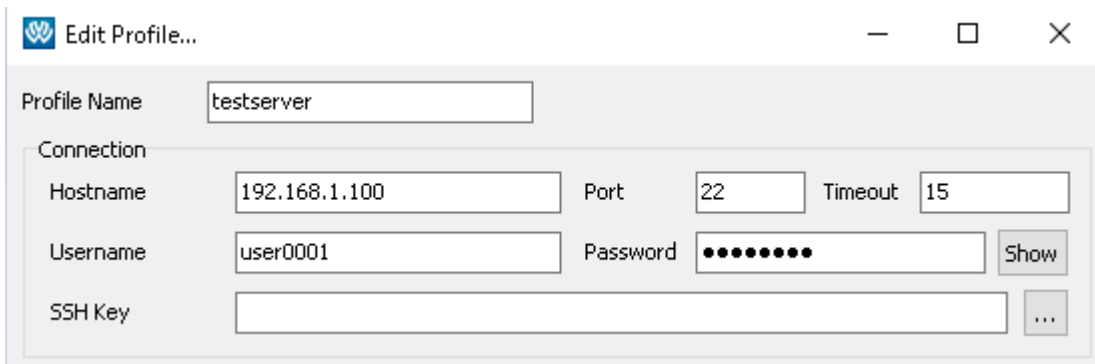 Edit Profile...
Profile Name testserver
Connection
Hostname 192.168.1.100 Port 22 Timeout 15
Username user0001 Password ●●●●●●●● Show
SSH Key ...